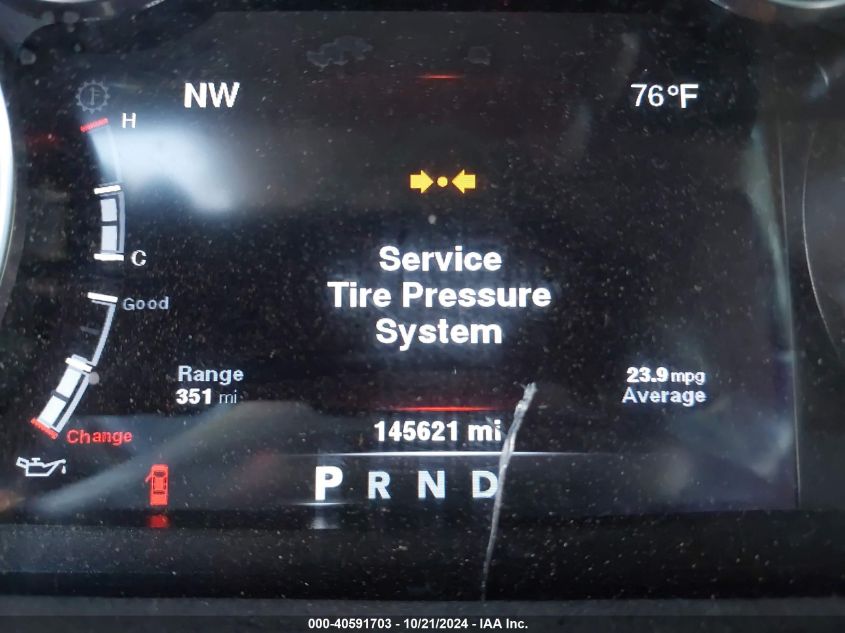 NW
76°F
H
C
Service
Tire Pressure
System
Good
Range
351 mi
23.9 mpg
Average
Change
145621 mi
P R N D
000-40591703 - 10/21/2024 - IAA Inc.